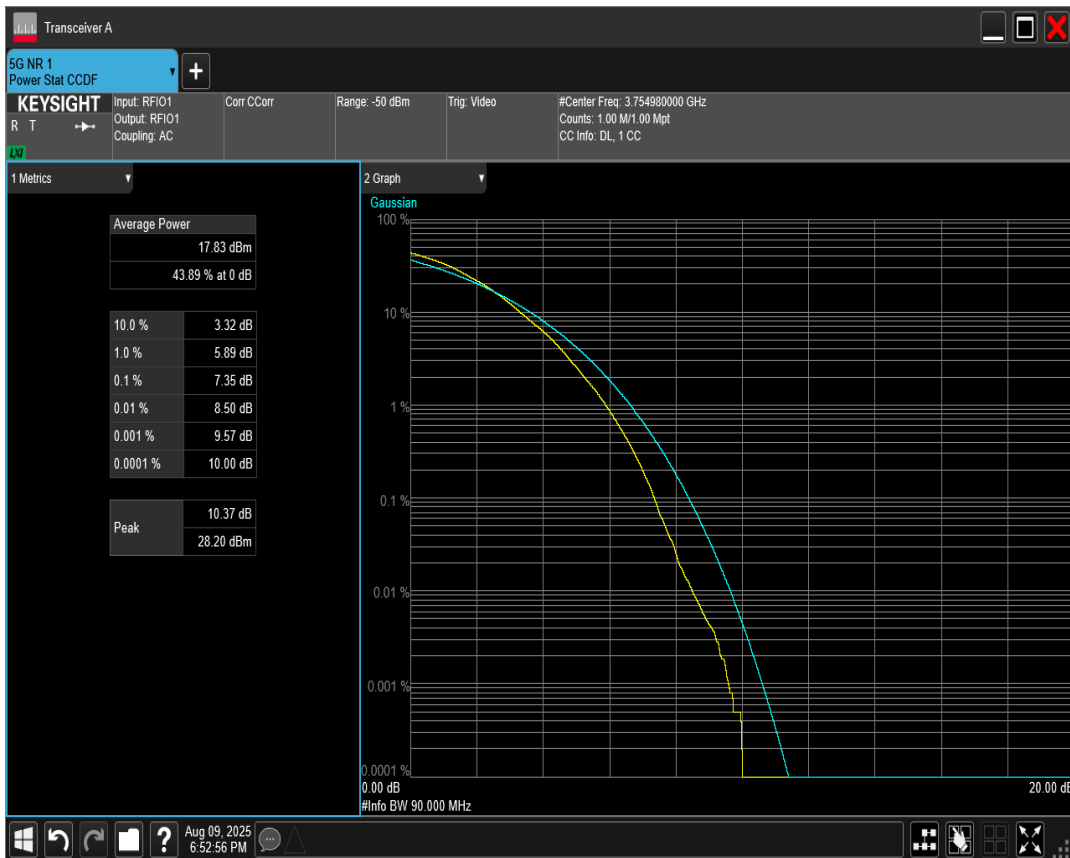 Transceiver A
5G NR 1
Power Stat CCDF
KEYSIGHT
R T
LXI
Input: RFIO1
Output: RFIO1
Coupling: AC
Corr CCorr
Range: -50 dBm
Trig: Video
#Center Freq: 3.754980000 GHz
Counts: 1.00 M/1.00 Mpt
CC Info: DL, 1 CC
1 Metrics
Average Power
17.83 dBm
43.89 % at 0 dB
10.0 % 3.32 dB
1.0 % 5.89 dB
0.1 % 7.35 dB
0.01 % 8.50 dB
0.001 % 9.57 dB
0.0001 % 10.00 dB
Peak
10.37 dB
28.20 dBm
2 Graph
Gaussian
100 %
10 %
1 %
0.1 %
0.01 %
0.001 %
0.0001 %
0.00 dB 20.00 dB
#Info BW 90.000 MHz
?
Aug 09, 2025
6:52:56 PM